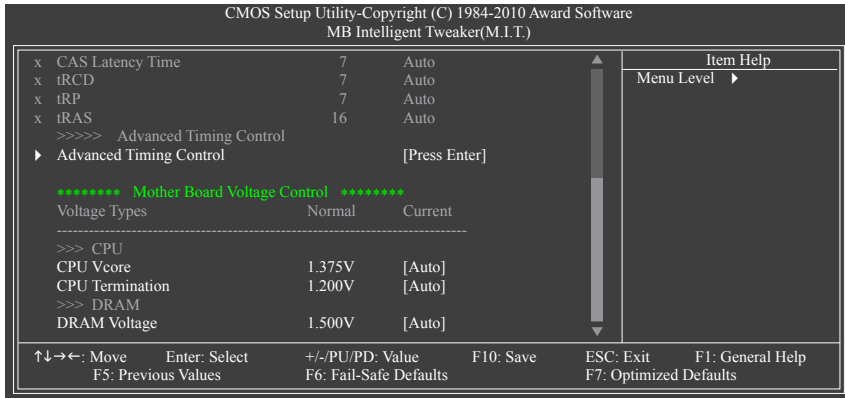 CMOS Setup Utility-Copyright (C) 1984-2010 Award Software
MB Intelligent Tweaker(M.I.T.)
x CAS Latency Time 7 Auto
x tRCD 7 Auto
x tRP 7 Auto
x tRAS 16 Auto
>>>>> Advanced Timing Control
Advanced Timing Control [Press Enter]
******** Mother Board Voltage Control ********
Voltage Types Normal Current
-----------------------------------------------------------------------------
>>> CPU
CPU Vcore 1.375V [Auto]
CPU Termination 1.200V [Auto]
>>> DRAM
DRAM Voltage 1.500V [Auto]
Item Help
Menu Level
↑↓→←: Move Enter: Select +/-/PU/PD: Value F10: Save ESC: Exit F1: General Help
F5: Previous Values F6: Fail-Safe Defaults F7: Optimized Defaults